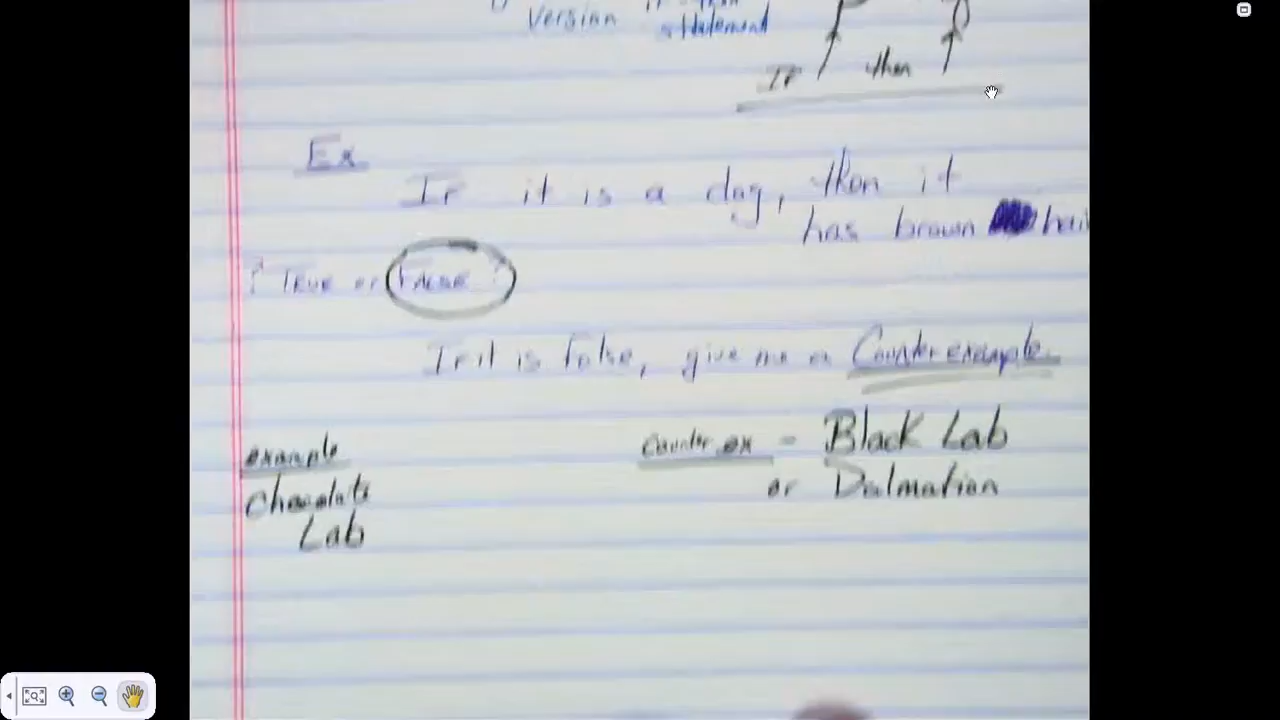 Version
statement
If then
Ex
If it is a dog, then it
has brown hai
? True or False ?
If it is false, give me a Counterexample.
example
Chocolate
Lab
Counter ex = Black Lab
or Dalmation